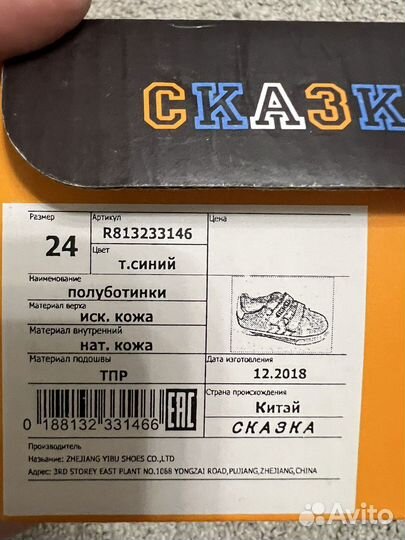 СКАЗК
Размер
24
Артикул
R813233146
Цена
Цвет
т.синий
Наименование
полуботинки
Материал верха
иск. кожа
Материал внутренний
нат. кожа
Материал подошвы
ТПР
Дата изготовления
12.2018
0 188132 331466
EAC
Страна происхождения
Китай
СКАЗКА
Производитель
Название: ZHEJIANG YIBU SHOES CO.,LTD
Адрес: 3RD STOREY EAST PLANT NO.1068 YONGZAI ROAD,PUJIANG,ZHEJIANG,CHINA
Avito